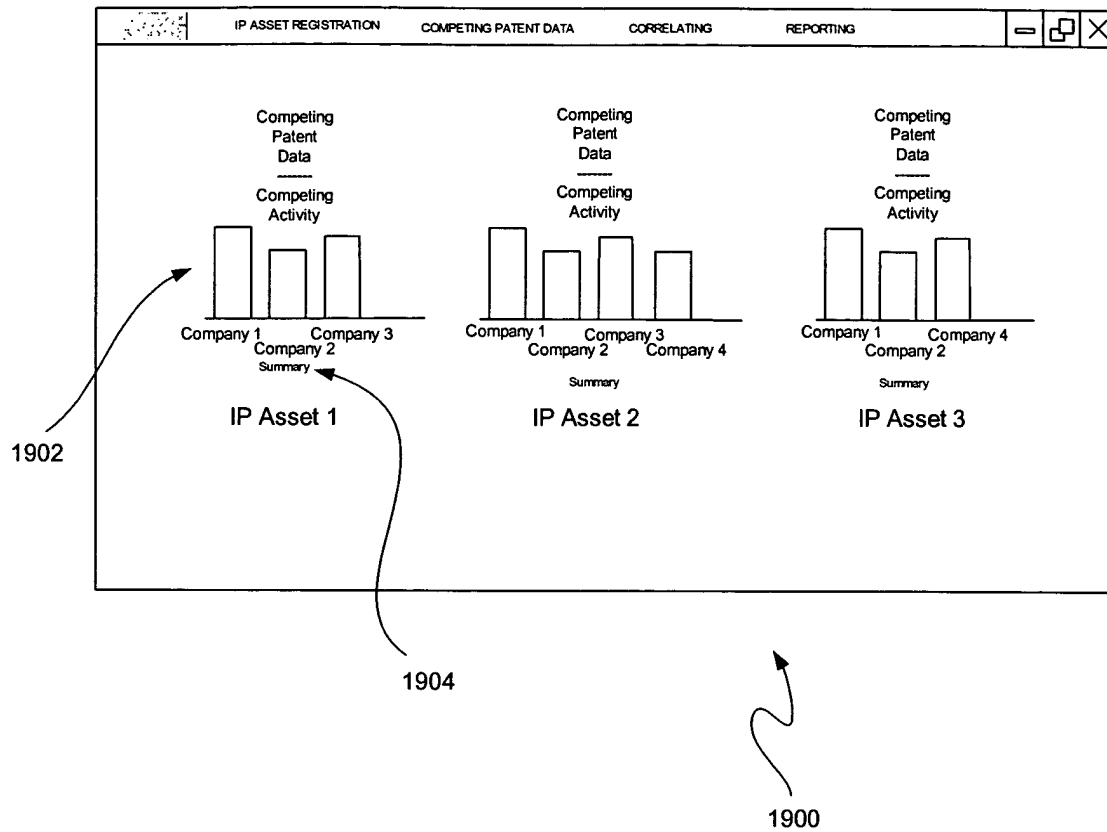 IP ASSET REGISTRATION COMPETING PATENT DATA CORRELATING REPORTING
Competing
Patent
Data
-------
Competing
Activity
Company 1 Company 3
Company 2
Summary
IP Asset 1
Competing
Patent
Data
-------
Competing
Activity
Company 1 Company 3
Company 2 Company 4
Summary
IP Asset 2
Competing
Patent
Data
-------
Competing
Activity
Company 1 Company 4
Company 2
Summary
IP Asset 3
1902
1904
1900